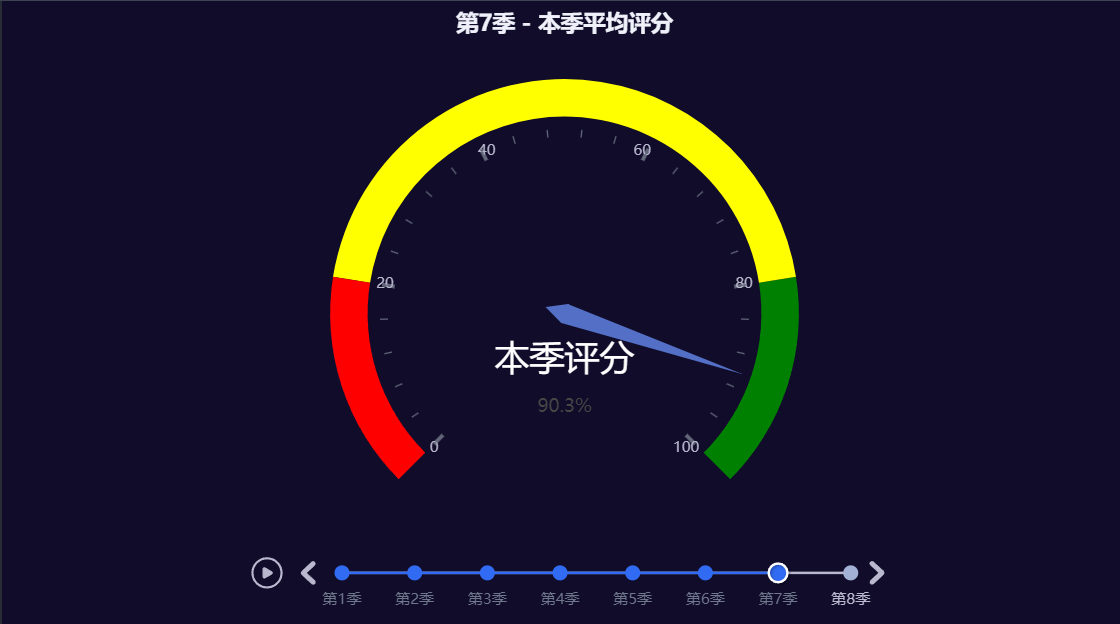 第7季 - 本季平均评分
40
60
20
80
本季评分
90.3%
0
100
第1季
第2季
第3季
第4季
第5季
第6季
第7季
第8季